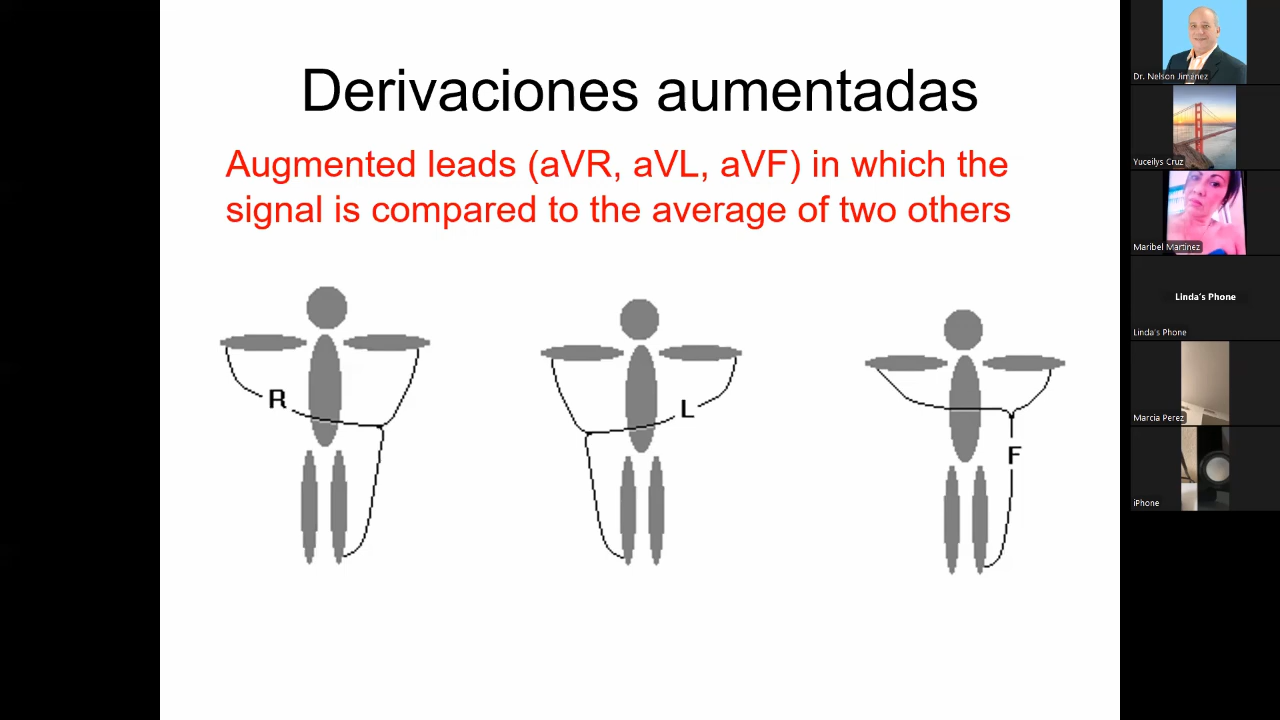 Derivaciones aumentadas
Augmented leads (aVR, aVL, aVF) in which the
signal is compared to the average of two others
R
L
F
Dr. Nelson Jiménez
Yuceilys Cruz
Maribel Martinez
Linda's Phone
Linda's Phone
Marcia Perez
iPhone